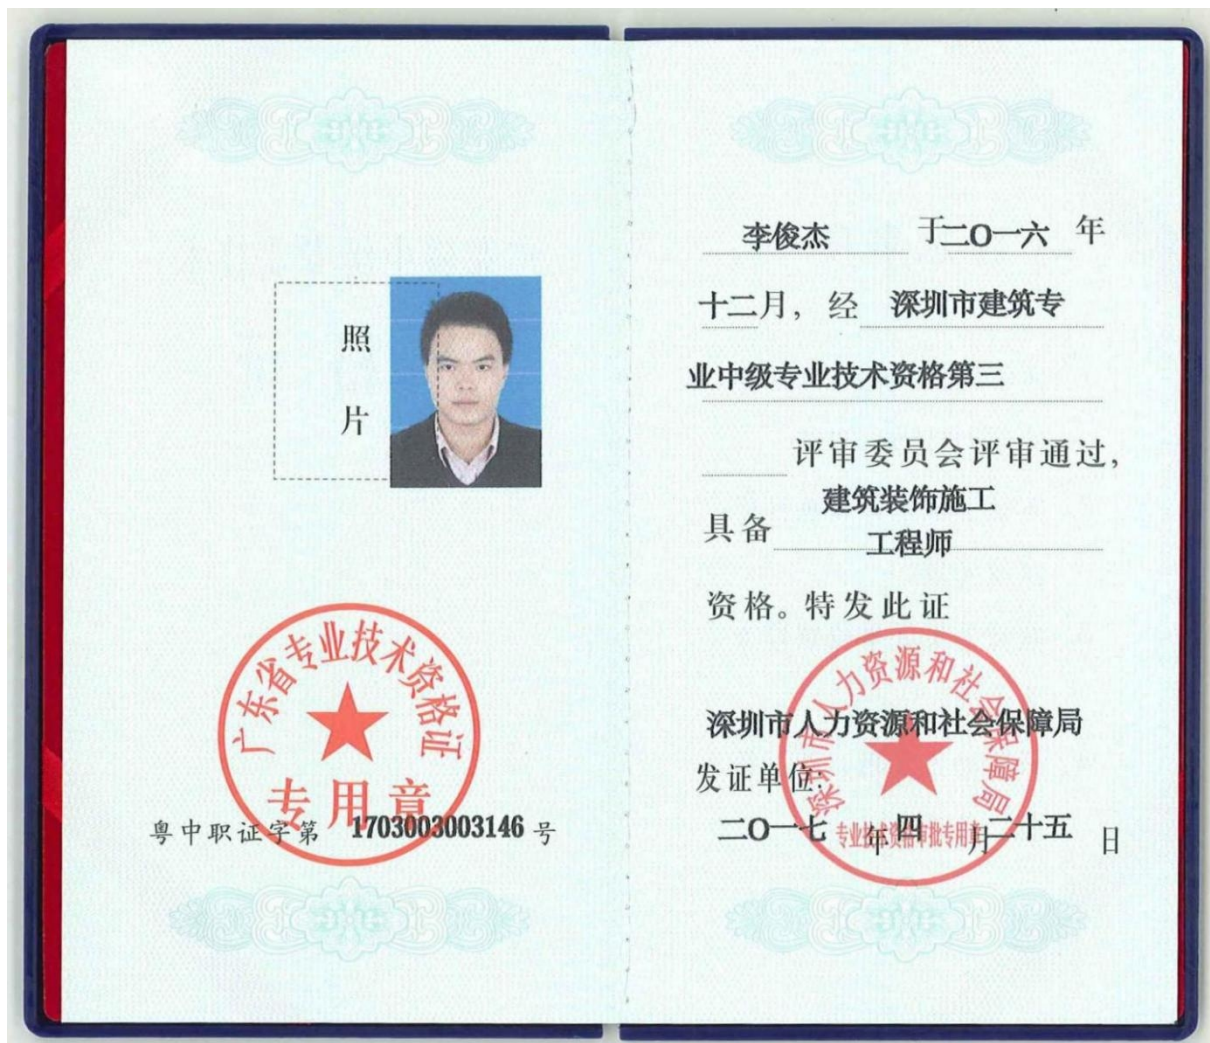 照
片
广东省专业技术资格证
专用章
粤中职证字第 1703003003146 号
李俊杰 于二O一六 年
十二月，经 深圳市建筑专
业中级专业技术资格第三
评审委员会评审通过，
建筑装饰施工
具备 工程师
资格。特发此证
深圳市人力资源和社会保障局
深圳市人力资源和社会保障局
发证单位：
二O一七 年 四 月 二十五 日
专业技术资格审批专用章